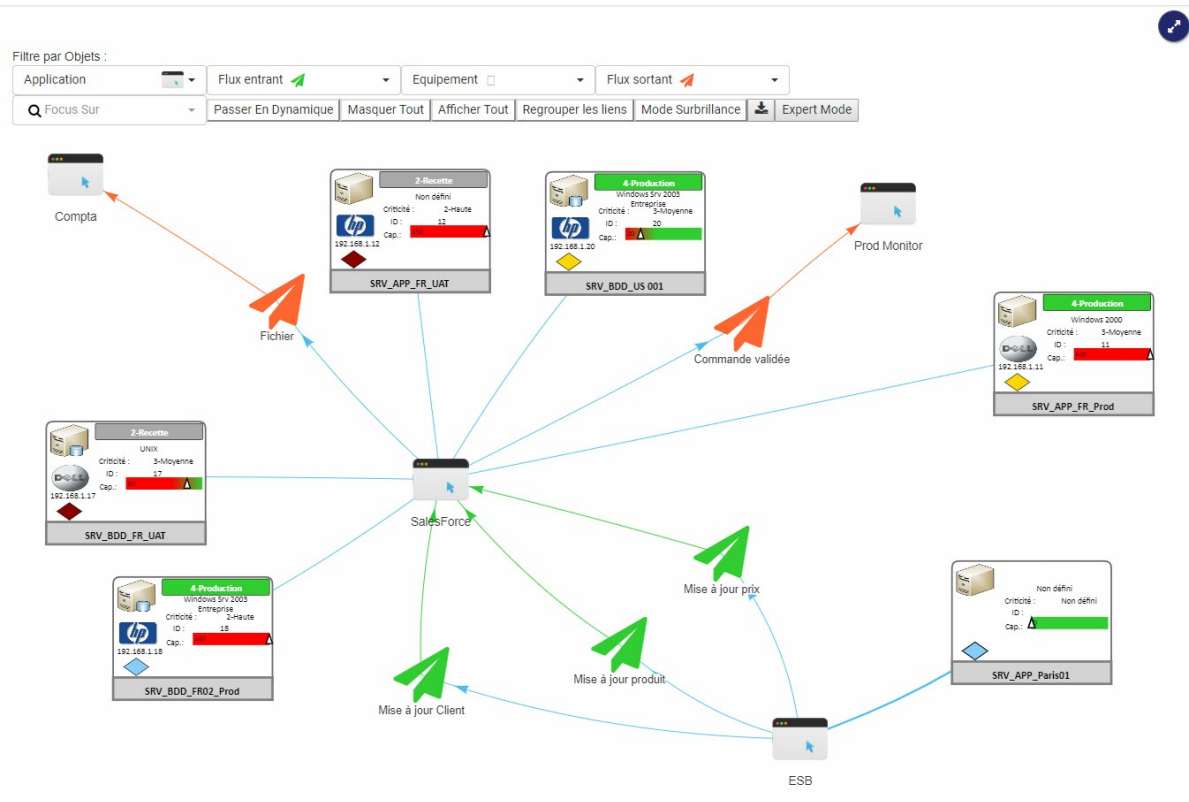 Filtre par Objets :
Application
Flux entrant
Equipement
Flux sortant
Focus Sur
Passer En Dynamique
Masquer Tout
Afficher Tout
Regrouper les liens
Mode Surbrillance
Expert Mode
Compta
2-Recette
Non défini
Criticité : 2-Haute
ID : 12
Cap.:
hp
192.168.1.12
SRV_APP_FR_UAT
4-Production
Windows Srv 2003
Entreprise
Criticité : 3-Moyenne
ID : 20
Cap.: 20
hp
192.168.1.20
SRV_BDD_US 001
Prod Monitor
Fichier
Commande validée
4-Production
Windows 2000
Criticité : 3-Moyenne
ID : 11
Cap.:
DELL
192.168.1.11
SRV_APP_FR_Prod
2-Recette
UNIX
Criticité : 3-Moyenne
ID : 17
Cap.:
DELL
192.168.1.17
SRV_BDD_FR_UAT
SalesForce
4-Production
Windows Srv 2003
Entreprise
Criticité : 2-Haute
ID : 18
Cap.:
hp
192.168.1.18
SRV_BDD_FR02_Prod
Mise à jour prix
Mise à jour produit
Mise à jour Client
Non défini
Criticité : Non défini
ID :
Cap.:
SRV_APP_Paris01
ESB